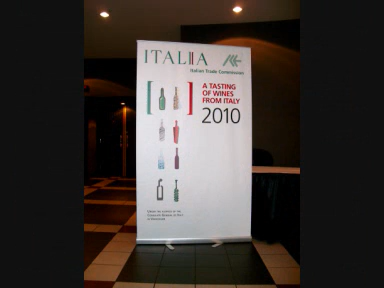 ITALIA
Italian Trade Commission
A TASTING
OF WINES
FROM ITALY
2010